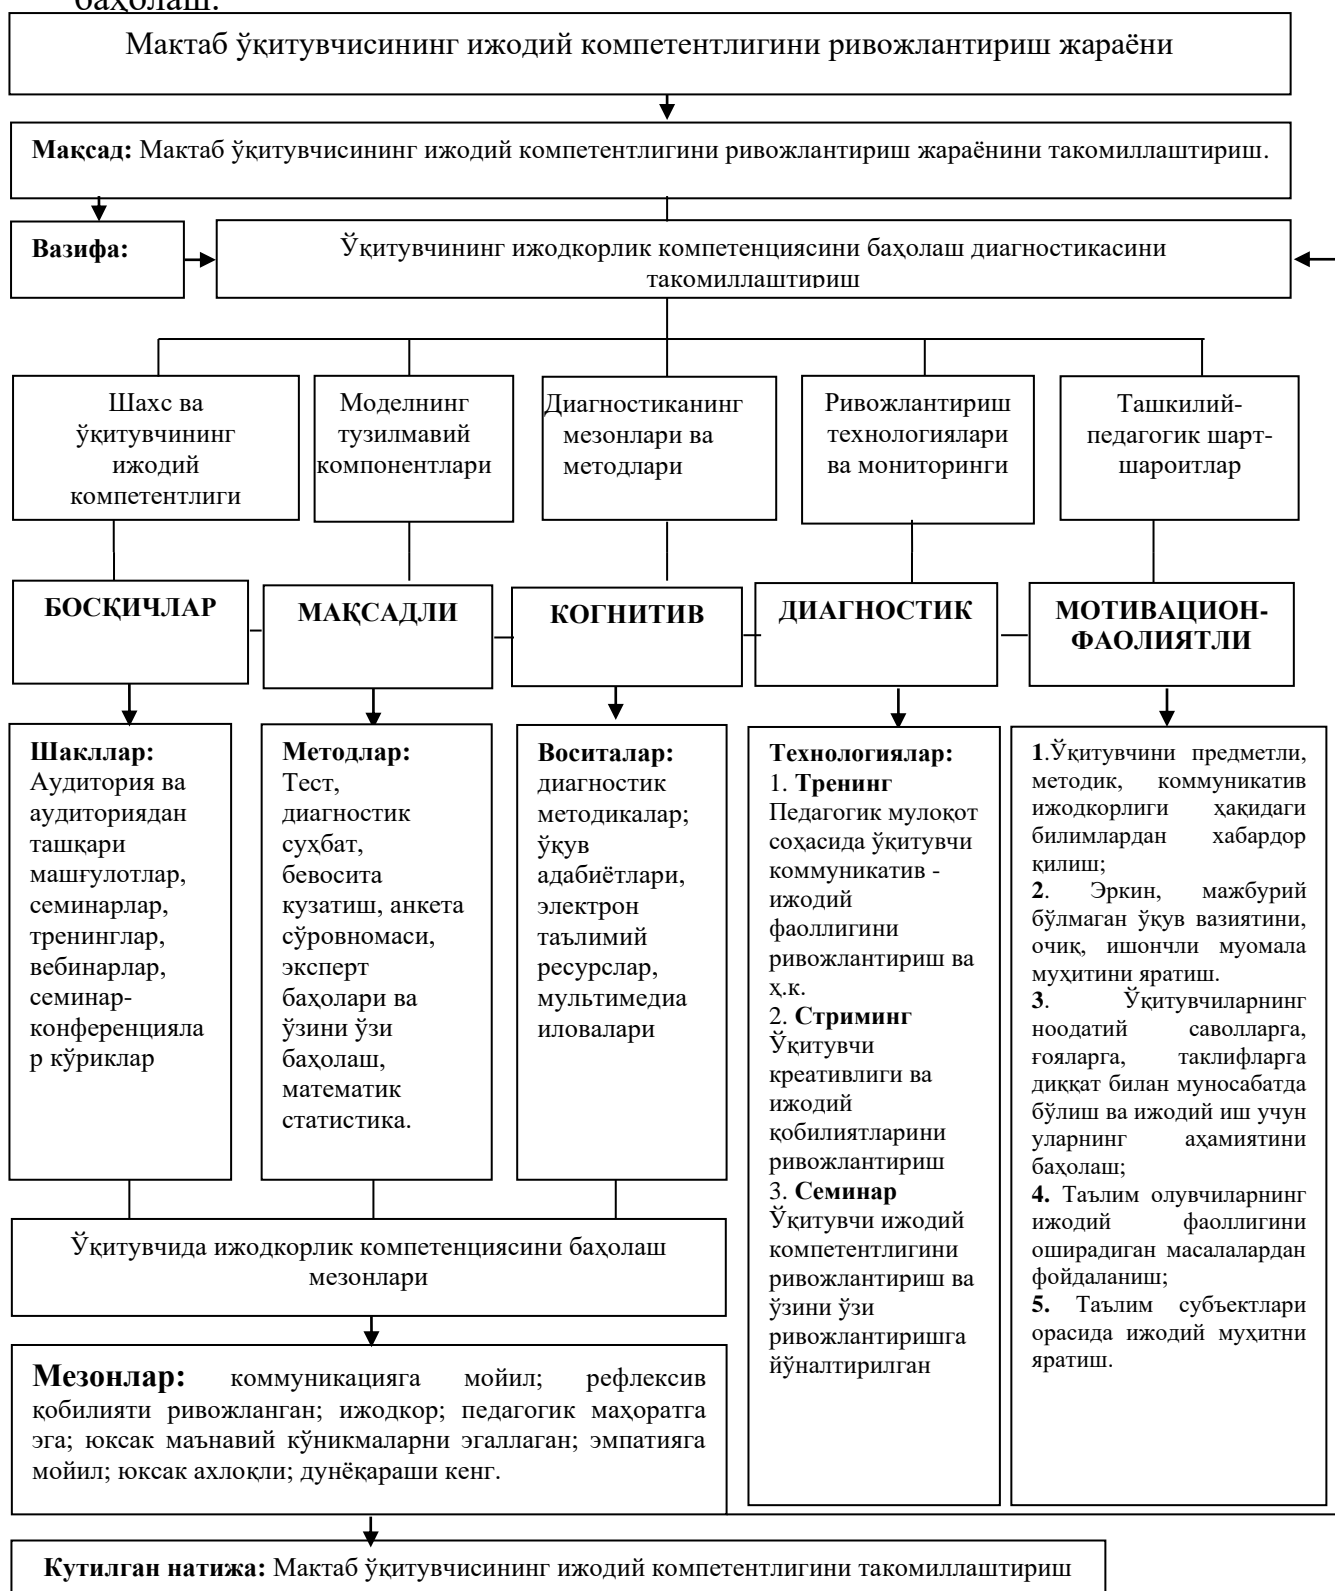 баҳолаш.
Мактаб ўқитувчисининг ижодий компетентлигини ривожлантириш жараёни
Мақсад: Мактаб ўқитувчисининг ижодий компетентлигини ривожлантириш жараёнини такомиллаштириш.
Вазифа:
Ўқитувчининг ижодкорлик компетенциясини баҳолаш диагностикасини
такомиллаштириш
Шахс ва
ўқитувчининг
ижодий
компетентлиги
Моделнинг
тузилмавий
компонентлари
Диагностиканинг
мезонлари ва
методлари
Ривожлантириш
технологиялари
ва мониторинги
Ташкилий-
педагогик шарт-
шароитлар
БОСҚИЧЛАР
МАҚСАДЛИ
КОГНИТИВ
ДИАГНОСТИК
МОТИВАЦИОН-
ФАОЛИЯТЛИ
Шакллар:
Аудитория ва
аудиториядан
ташқари
машғулотлар,
семинарлар,
тренинглар,
вебинарлар,
семинар-
конференцияла
р кўриклар
Методлар:
Тест,
диагностик
суҳбат,
бевосита
кузатиш, анкета
сўровномаси,
эксперт
баҳолари ва
ўзини ўзи
баҳолаш,
математик
статистика.
Воситалар:
диагностик
методикалар;
ўқув
адабиётлари,
электрон
таълимий
ресурслар,
мультимедиа
иловалари
Технологиялар:
1. Тренинг
Педагогик мулоқот
соҳасида ўқитувчи
коммуникатив -
ижодий
фаоллигини
ривожлантириш ва
ҳ.к.
2. Стриминг
Ўқитувчи
креативлиги ва
ижодий
қобилиятларини
ривожлантириш
3. Семинар
Ўқитувчи ижодий
компетентлигини
ривожлантириш ва
ўзини ўзи
ривожлантиришга
йўналтирилган
1.Ўқитувчини предметли,
методик, коммуникатив
ижодкорлиги ҳақидаги
билимлардан хабардор
қилиш;
2. Эркин, мажбурий
бўлмаган ўқув вазиятини,
очиқ, ишончли муомала
муҳитини яратиш.
3. Ўқитувчиларнинг
ноодатий саволларга,
ғояларга, таклифларга
диққат билан муносабатда
бўлиш ва ижодий иш учун
уларнинг аҳамиятини
баҳолаш;
4. Таълим олувчиларнинг
ижодий фаоллигини
оширадиган масалалардан
фойдаланиш;
5. Таълим субъектлари
орасида ижодий муҳитни
яратиш.
Ўқитувчида ижодкорлик компетенциясини баҳолаш
мезонлари
Мезонлар: коммуникацияга мойил; рефлексив
қобилияти ривожланган; ижодкор; педагогик маҳоратга
эга; юксак маънавий кўникмаларни эгаллаган; эмпатияга
мойил; юксак ахлоқли; дунёқараши кенг.
Кутилган натижа: Мактаб ўқитувчисининг ижодий компетентлигини такомиллаштириш